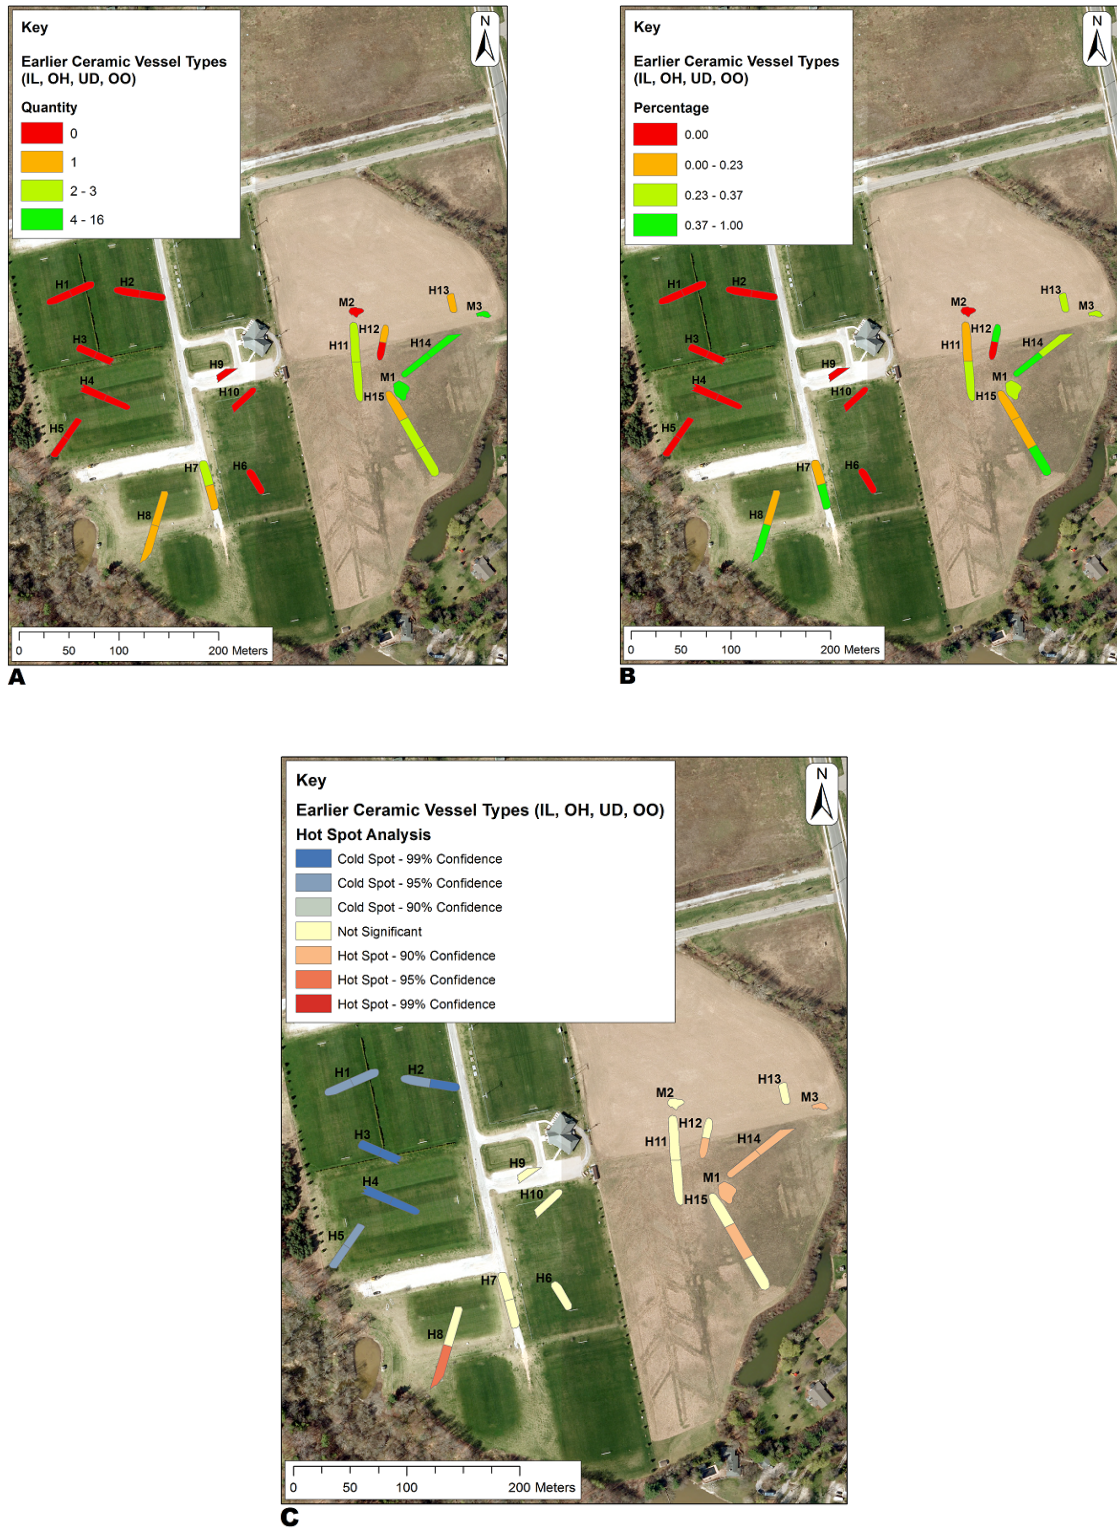 Key
Earlier Ceramic Vessel Types
(IL, OH, UD, OO)
Quantity
0
1
2 - 3
4 - 16
N
H1
H2
H3
H4
H5
H6
H7
H8
H9
H10
H11
H12
H13
H14
H15
M1
M2
M3
0 50 100 200 Meters
A
Key
Earlier Ceramic Vessel Types
(IL, OH, UD, OO)
Percentage
0.00
0.00 - 0.23
0.23 - 0.37
0.37 - 1.00
N
H1
H2
H3
H4
H5
H6
H7
H8
H9
H10
H11
H12
H13
H14
H15
M1
M2
M3
0 50 100 200 Meters
B
Key
Earlier Ceramic Vessel Types (IL, OH, UD, OO)
Hot Spot Analysis
Cold Spot - 99% Confidence
Cold Spot - 95% Confidence
Cold Spot - 90% Confidence
Not Significant
Hot Spot - 90% Confidence
Hot Spot - 95% Confidence
Hot Spot - 99% Confidence
N
H1
H2
H3
H4
H5
H6
H7
H8
H9
H10
H11
H12
H13
H14
H15
M1
M2
M3
0 50 100 200 Meters
C